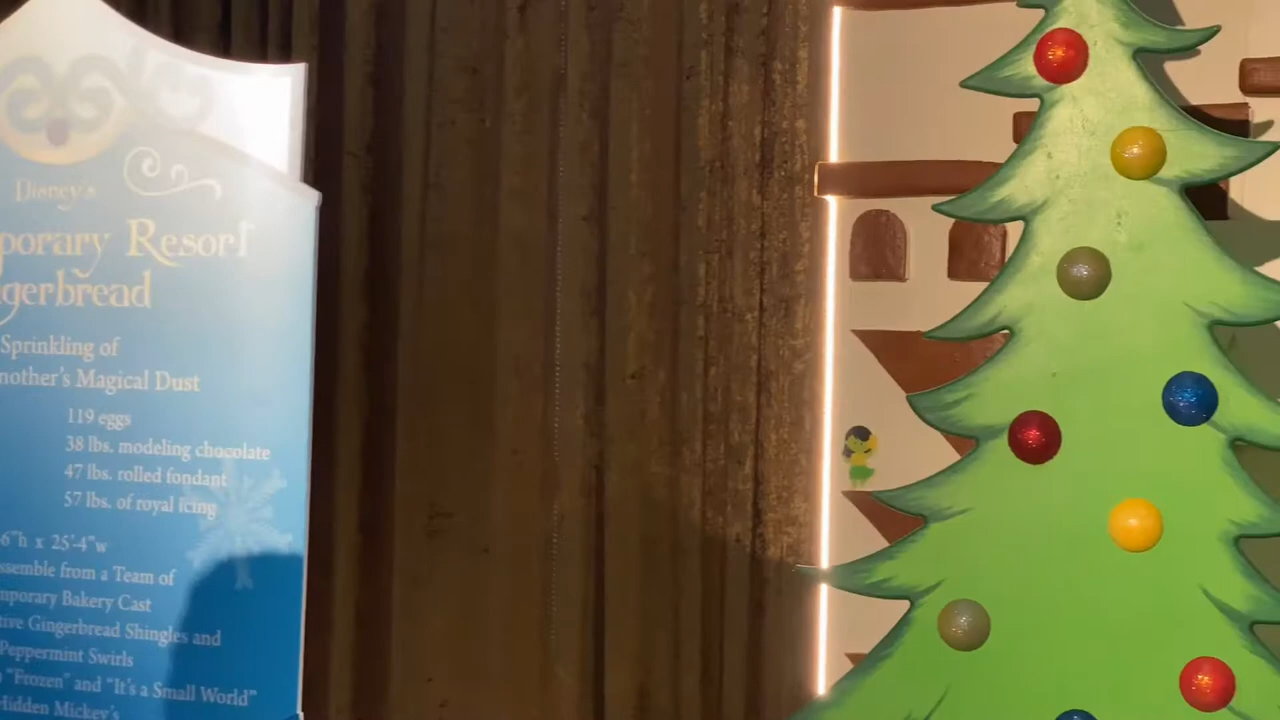 Disney's
porary Resort
gerbread
Sprinkling of
nother's Magical Dust
119 eggs
38 lbs. modeling chocolate
47 lbs. rolled fondant
57 lbs. of royal icing
6"h x 25'-4"w
ssemble from a Team of
mporary Bakery Cast
tive Gingerbread Shingles and
Peppermint Swirls
"Frozen" and "It's a Small World"
Hidden Mickey's